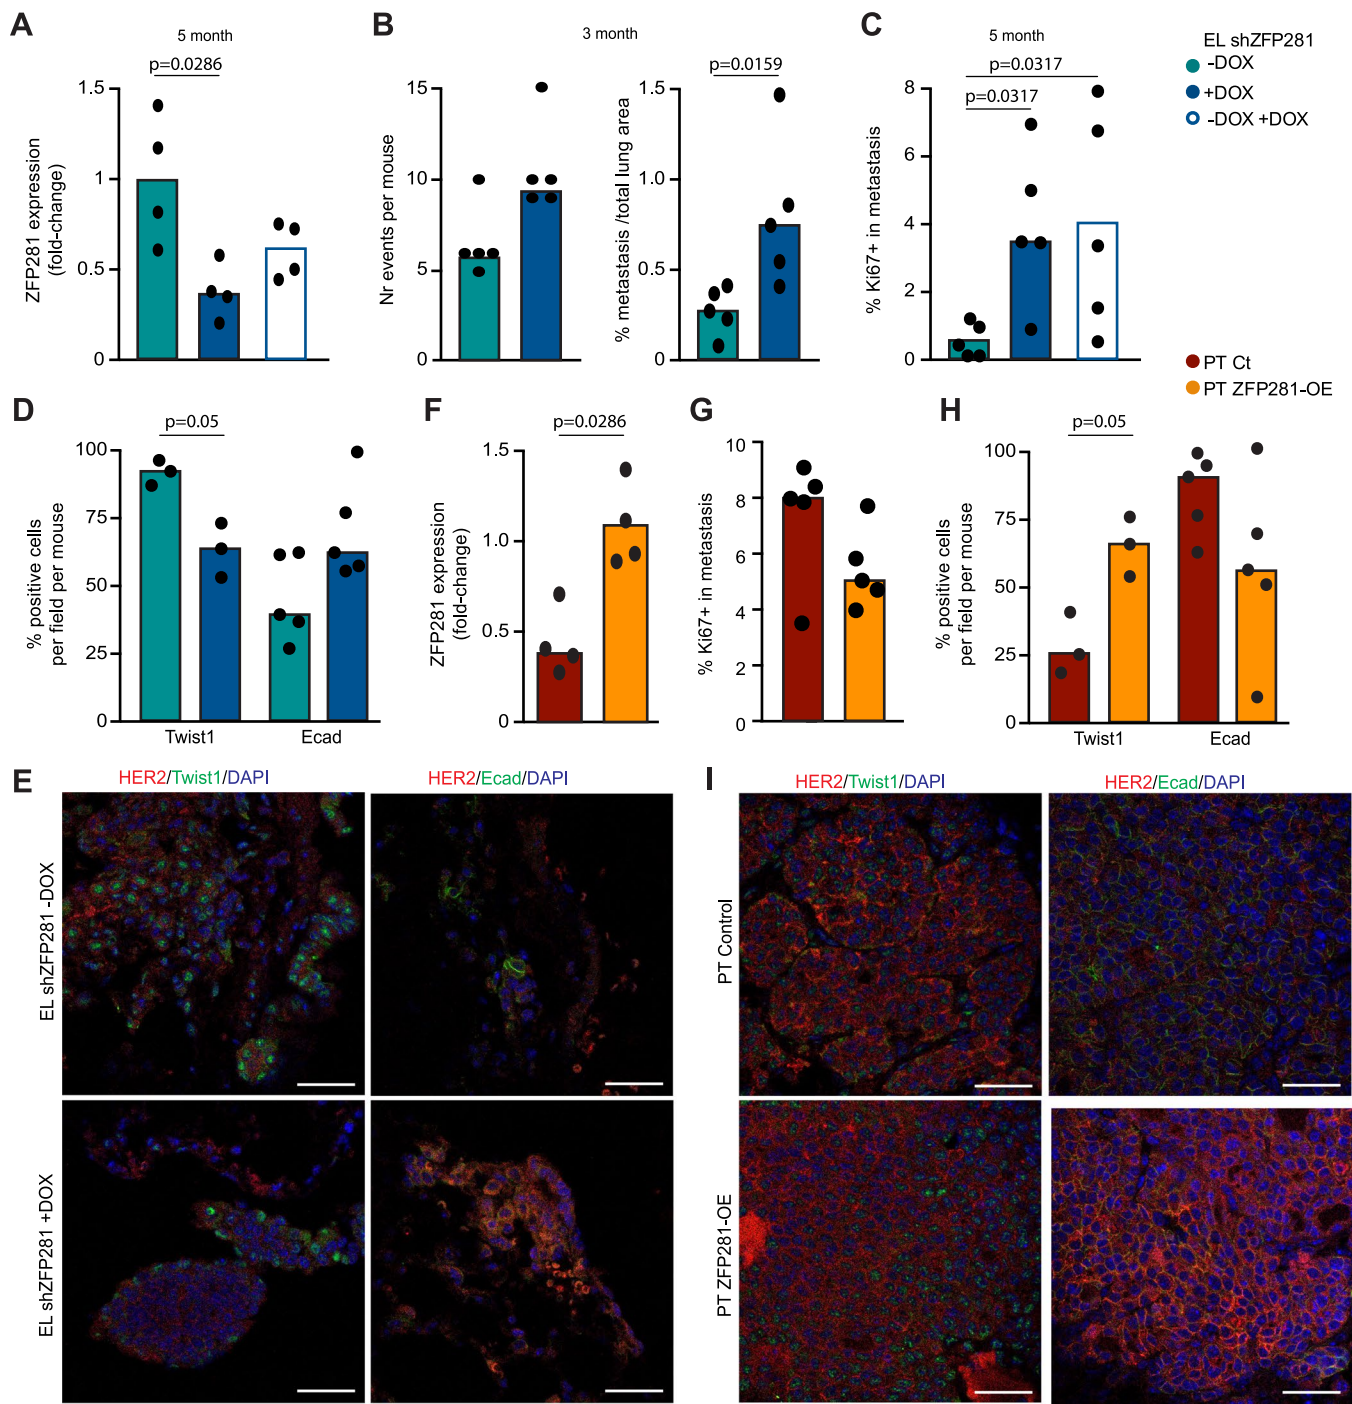 A
5 month
p=0.0286
ZFP281 expression
(fold-change)
1.5
1
0.5
0
B
3 month
Nr events per mouse
15
10
5
0
p=0.0159
% metastasis /total lung area
1.5
1.0
0.5
0
C
5 month
p=0.0317
p=0.0317
% Ki67+ in metastasis
8
6
4
2
0
EL shZFP281
-DOX
+DOX
-DOX +DOX
PT Ct
PT ZFP281-OE
D
p=0.05
% positive cells
per field per mouse
100
75
50
25
0
Twist1
Ecad
F
p=0.0286
ZFP281 expression
(fold-change)
1.5
1.0
0.5
0
G
% Ki67+ in metastasis
10
8
6
4
2
0
H
p=0.05
% positive cells
per field per mouse
100
75
50
25
0
Twist1
Ecad
E
HER2/Twist1/DAPI
HER2/Ecad/DAPI
EL shZFP281 -DOX
EL shZFP281 +DOX
I
HER2/Twist1/DAPI
HER2/Ecad/DAPI
PT Control
PT ZFP281-OE